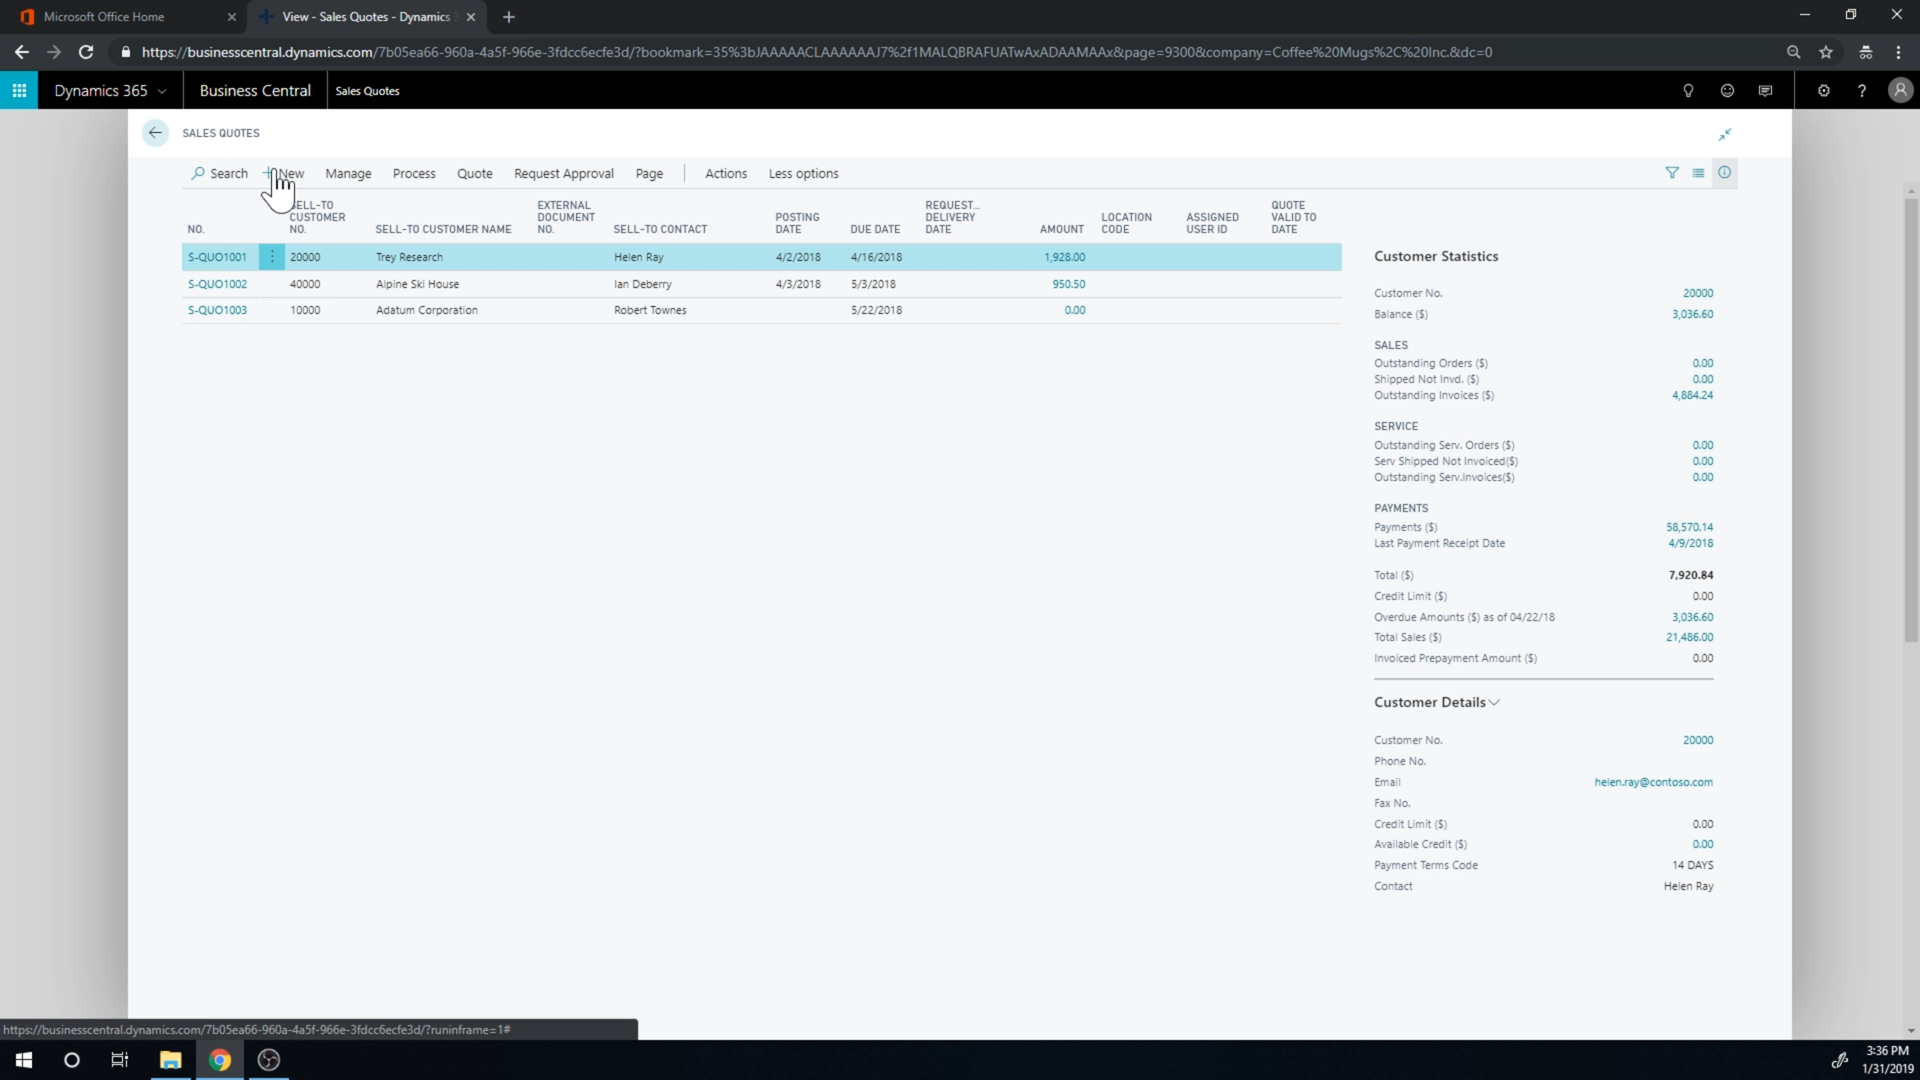 Microsoft Office Home
View - Sales Quotes - Dynamics
https://businesscentral.dynamics.com/7b05ea66-960a-4a5f-966e-3fdcc6ecfe3d/?bookmark=35%3bJAAAAACLAAAAAAJ7%2f1MALQBRAFUATwAxADAAMAAx&page=9300&company=Coffee%20Mugs%2C%20Inc.&dc=0
Dynamics 365
Business Central
Sales Quotes
SALES QUOTES
Search
New
Manage
Process
Quote
Request Approval
Page
Actions
Less options
NO.
SELL-TO CUSTOMER NO.
SELL-TO CUSTOMER NAME
EXTERNAL DOCUMENT NO.
SELL-TO CONTACT
POSTING DATE
DUE DATE
REQUEST... DELIVERY DATE
AMOUNT
LOCATION CODE
ASSIGNED USER ID
QUOTE VALID TO DATE
S-QUO1001 20000 Trey Research Helen Ray 4/2/2018 4/16/2018 1,928.00
S-QUO1002 40000 Alpine Ski House Ian Deberry 4/3/2018 5/3/2018 950.50
S-QUO1003 10000 Adatum Corporation Robert Townes 5/22/2018 0.00
Customer Statistics
Customer No. 20000
Balance ($) 3,036.60
SALES
Outstanding Orders ($) 0.00
Shipped Not Invd. ($) 0.00
Outstanding Invoices ($) 4,884.24
SERVICE
Outstanding Serv. Orders ($) 0.00
Serv Shipped Not Invoiced($) 0.00
Outstanding Serv.Invoices($) 0.00
PAYMENTS
Payments ($) 58,570.14
Last Payment Receipt Date 4/9/2018
Total ($) 7,920.84
Credit Limit ($) 0.00
Overdue Amounts ($) as of 04/22/18 3,036.60
Total Sales ($) 21,486.00
Invoiced Prepayment Amount ($) 0.00
Customer Details
Customer No. 20000
Phone No.
Email helen.ray@contoso.com
Fax No.
Credit Limit ($) 0.00
Available Credit ($) 0.00
Payment Terms Code 14 DAYS
Contact Helen Ray
https://businesscentral.dynamics.com/7b05ea66-960a-4a5f-966e-3fdcc6ecfe3d/?runinframe=1#
3:36 PM
1/31/2019